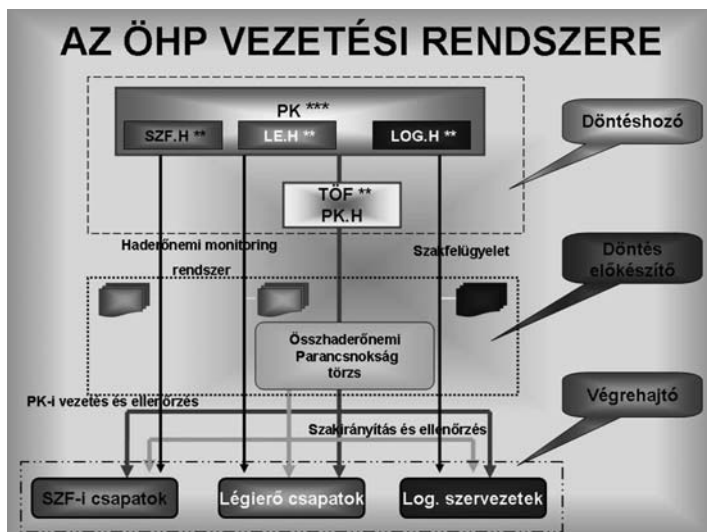 AZ ÖHP VEZETÉSI RENDSZERE
PK ***
SZF.H **
LE.H **
LOG.H **
Döntéshozó
TÖF **
PK.H
Haderőnemi monitoring
rendszer
Szakfelügyelet
Döntés
előkészítő
Összhaderőnemi
Parancsnokság
törzs
PK-i vezetés és ellenőrzés
Szakirányítás és ellenőrzés
Végrehajtó
SZF-i csapatok
Légierő csapatok
Log. szervezetek